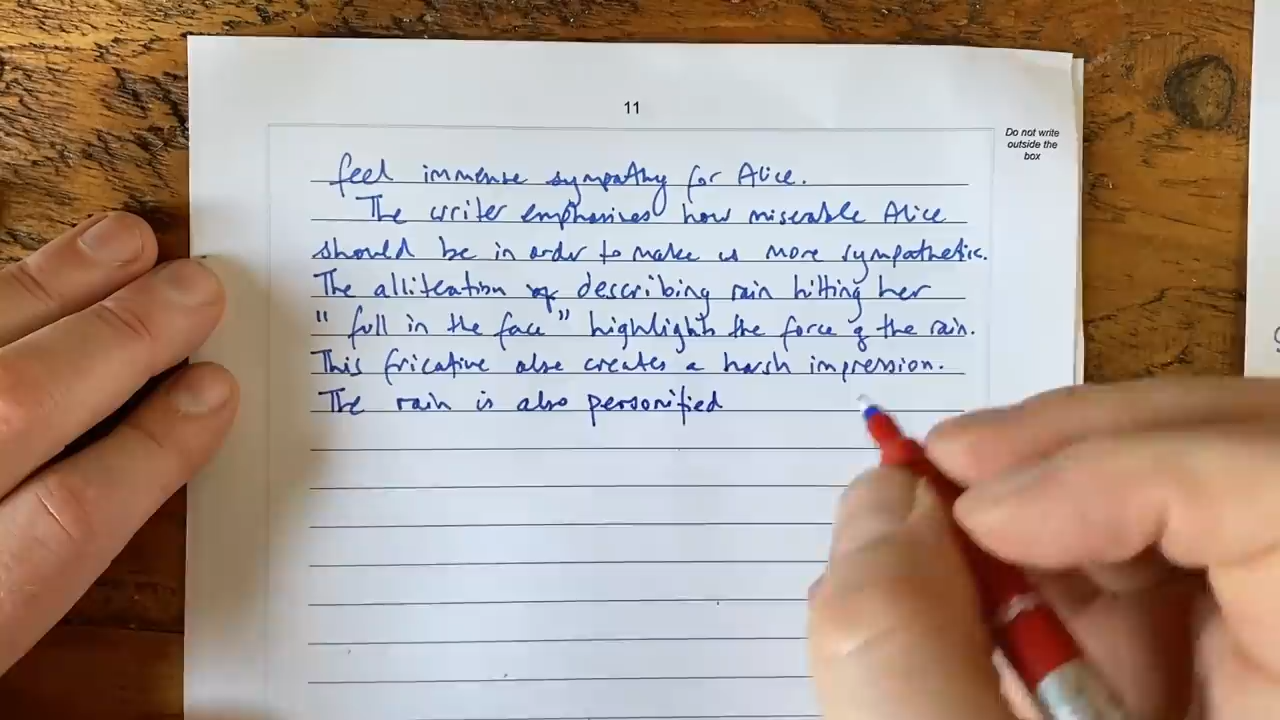 11
Do not write
outside the
box
feel immense sympathy for Alice.
The writer emphasises how miserable Alice
should be in order to make us more sympathetic.
The alliteation describing rain hitting her
"full in the face" highlights the force of the rain.
This fricative also creates a harsh impression.
The rain is also personified